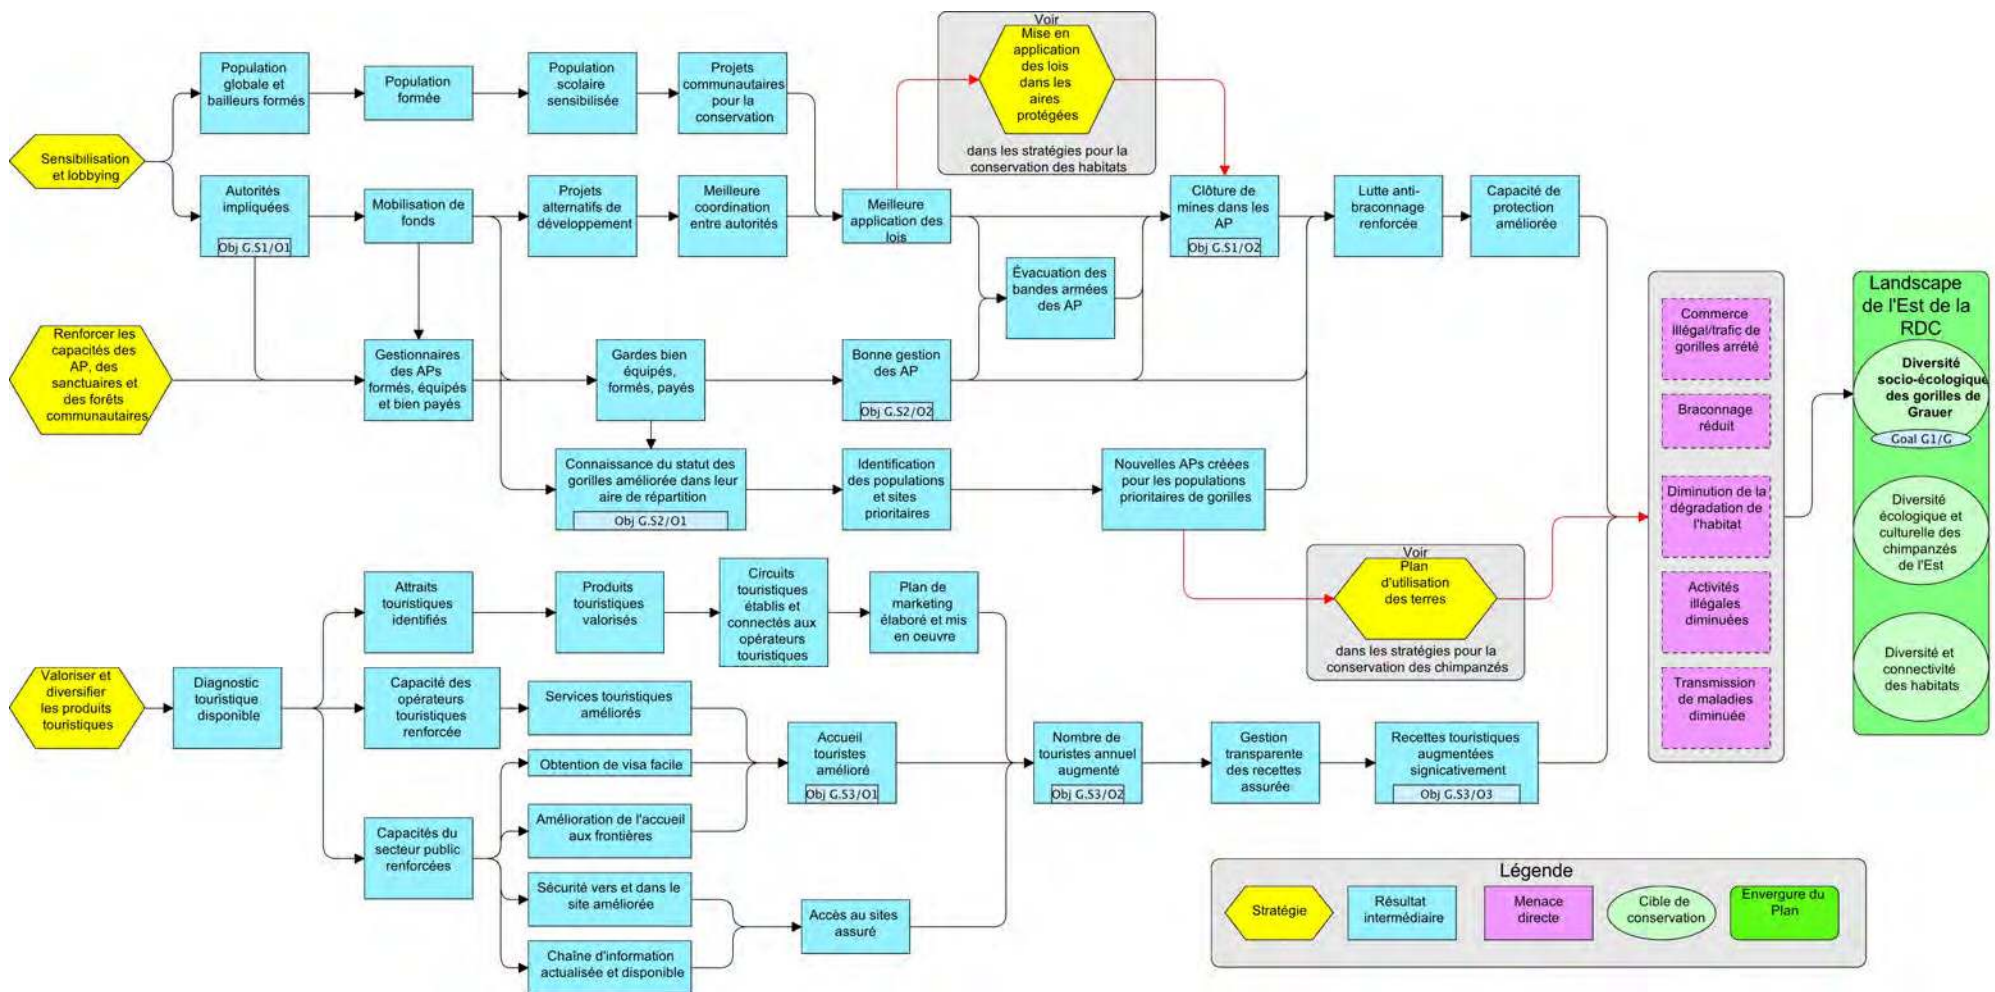 Voir
Mise en
application
des lois
dans les
aires
protégées
dans les stratégies pour la
conservation des habitats
Population
globale et
bailleurs formés
Population
formée
Population
scolaire
sensibilisée
Projets
communautaires
pour la
conservation
Sensibilisation
et lobbying
Autorités
impliquées
Obj G.S1/O1
Mobilisation de
fonds
Projets
alternatifs de
développement
Meilleure
coordination
entre autorités
Meilleure
application des
lois
Clôture de
mines dans les
AP
Obj G.S1/O2
Lutte anti-
braconnage
renforcée
Capacité de
protection
améliorée
Évacuation des
bandes armées
des AP
Renforcer les
capacités des
AP, des
sanctuaires et
des forêts
communautaires
Gestionnaires
des APs
formés, équipés
et bien payés
Gardes bien
équipés,
formés, payés
Bonne gestion
des AP
Obj G.S2/O2
Connaissance du statut des
gorilles améliorée dans leur
aire de répartition
Obj G.S2/O1
Identification
des populations
et sites
prioritaires
Nouvelles APs créées
pour les populations
prioritaires de gorilles
Voir
Plan
d'utilisation
des terres
dans les stratégies pour la
conservation des chimpanzés
Attraits
touristiques
identifiés
Produits
touristiques
valorisés
Circuits
touristiques
établis et
connectés aux
opérateurs
touristiques
Plan de
marketing
élaboré et mis
en oeuvre
Valoriser et
diversifier
les produits
touristiques
Diagnostic
touristique
disponible
Capacité des
opérateurs
touristiques
renforcée
Services touristiques
améliorés
Obtention de visa facile
Accueil
touristes
amélioré
Obj G.S3/O1
Nombre de
touristes annuel
augmenté
Obj G.S3/O2
Gestion
transparente
des recettes
assurée
Recettes touristiques
augmentées
signicativement
Obj G.S3/O3
Capacités du
secteur public
renforcées
Amélioration de l'accueil
aux frontières
Sécurité vers et dans le
site améliorée
Chaîne d'information
actualisée et disponible
Accès au sites
assuré
Commerce
illégal/trafic de
gorilles arrété
Braconnage
réduit
Diminution de la
dégradation de
l'habitat
Activités
illégales
diminuées
Transmission
de maladies
diminuée
Landscape
de l'Est de la
RDC
Diversité
socio-écologique
des gorilles de
Grauer
Goal G1/G
Diversité
écologique et
culturelle des
chimpanzés
de l'Est
Diversité et
connectivité
des habitats
Légende
Stratégie
Résultat
intermédiaire
Menace
directe
Cible de
conservation
Envergure du
Plan